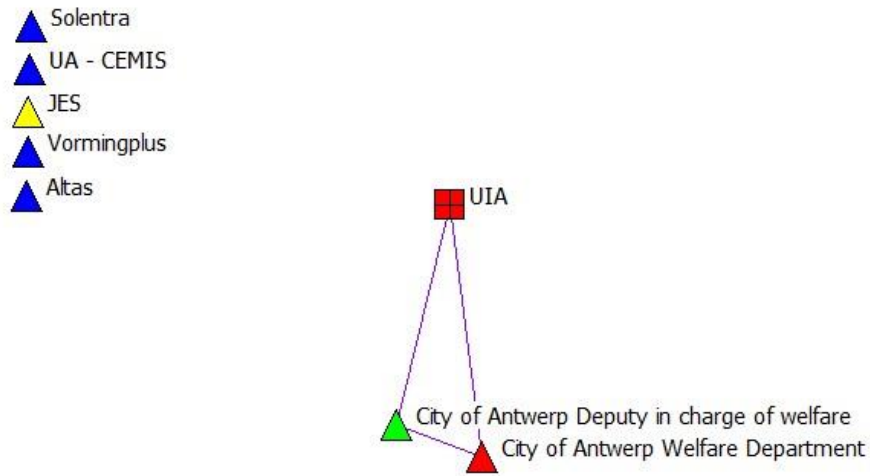 Solentra
UA - CEMIS
JES
Vormingplus
Altas
UIA
City of Antwerp Deputy in charge of welfare
City of Antwerp Welfare Department